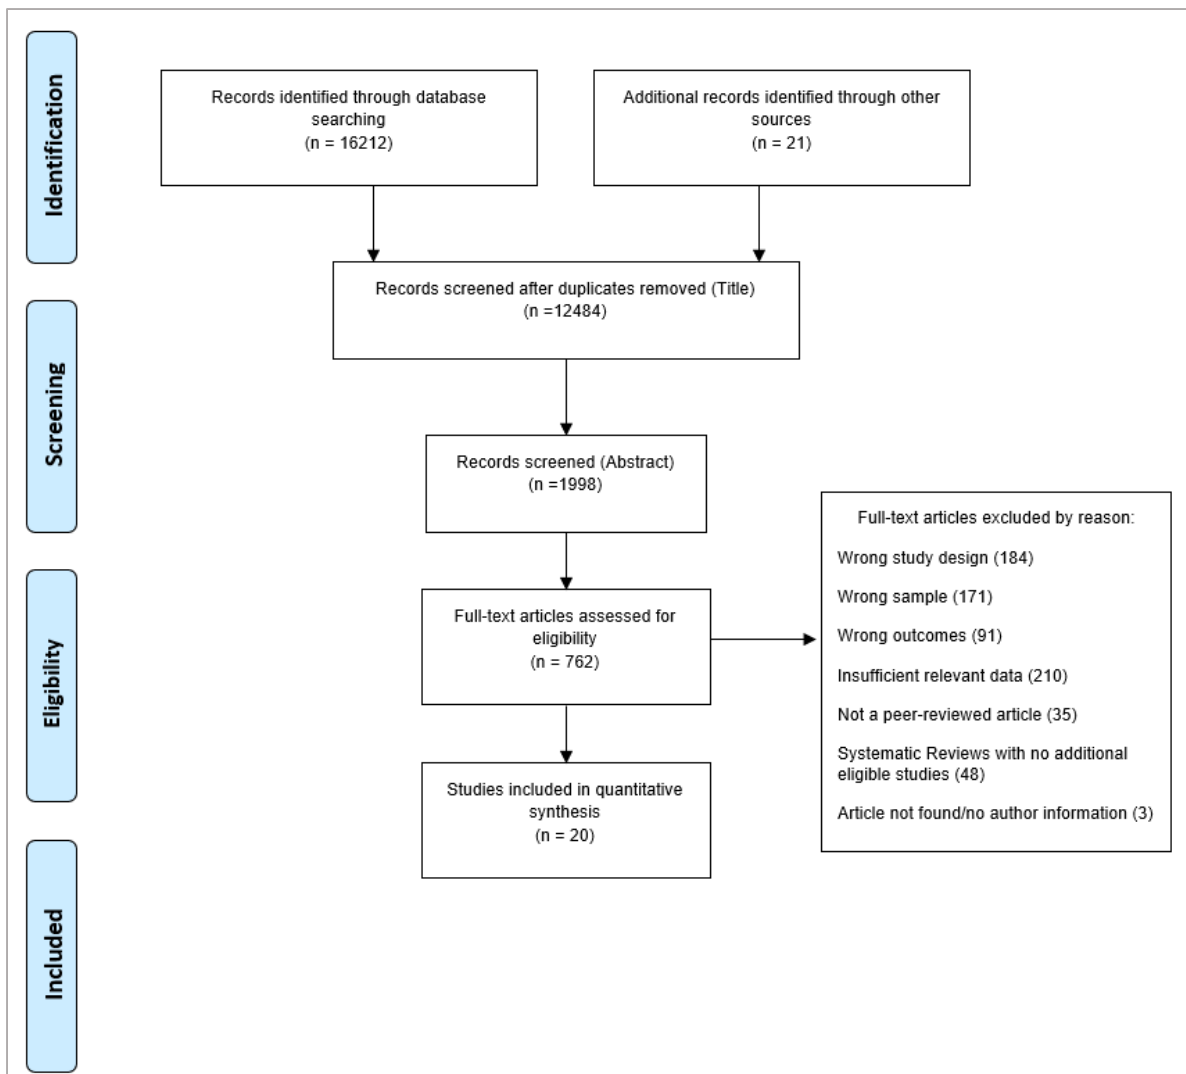 Identification
Records identified through database
searching
(n = 16212)
Additional records identified through other
sources
(n = 21)
Records screened after duplicates removed (Title)
(n =12484)
Screening
Records screened (Abstract)
(n =1998)
Eligibility
Full-text articles assessed for
eligibility
(n = 762)
Full-text articles excluded by reason:
Wrong study design (184)
Wrong sample (171)
Wrong outcomes (91)
Insufficient relevant data (210)
Not a peer-reviewed article (35)
Systematic Reviews with no additional
eligible studies (48)
Article not found/no author information (3)
Studies included in quantitative
synthesis
(n = 20)
Included